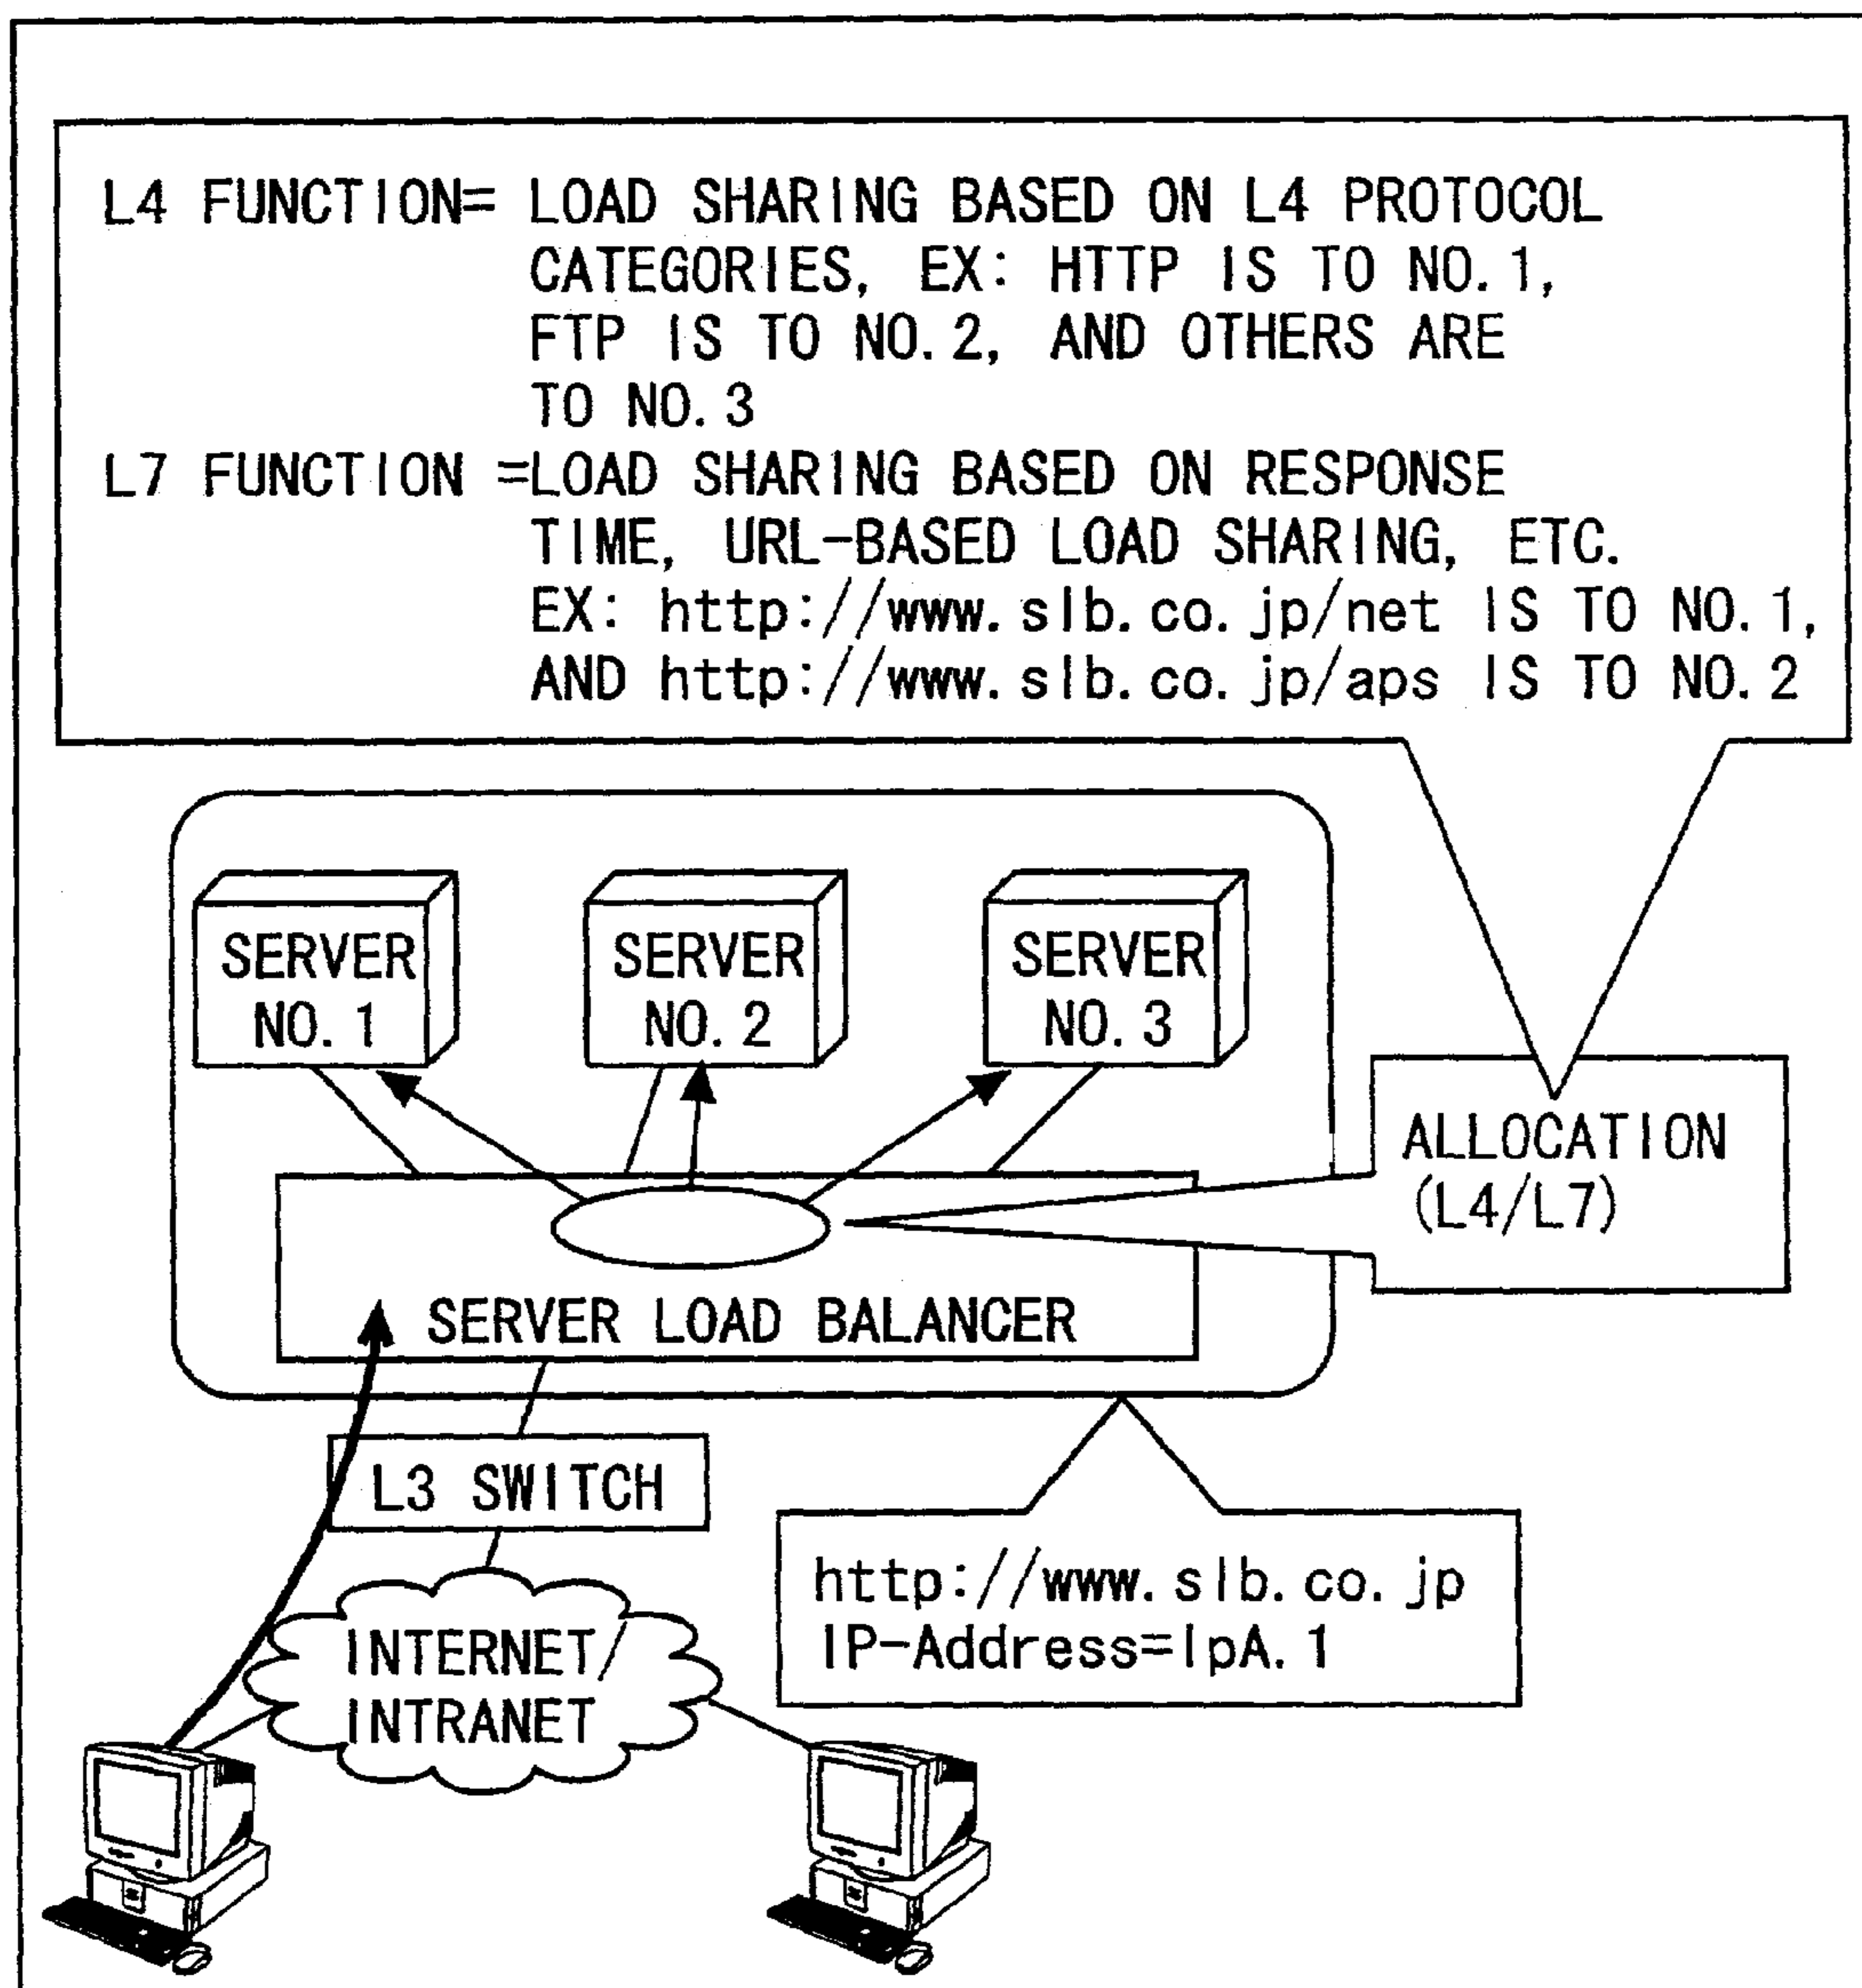 L4 FUNCTION= LOAD SHARING BASED ON L4 PROTOCOL
CATEGORIES, EX: HTTP IS TO NO. 1,
FTP IS TO NO. 2, AND OTHERS ARE
TO NO. 3
L7 FUNCTION =LOAD SHARING BASED ON RESPONSE
TIME, URL-BASED LOAD SHARING, ETC.
EX: http://www.slb.co.jp/net IS TO NO. 1,
AND http://www.slb.co.jp/aps IS TO NO. 2
SERVER
NO. 1
SERVER
NO. 2
SERVER
NO. 3
ALLOCATION
(L4/L7)
SERVER LOAD BALANCER
L3 SWITCH
http://www.slb.co.jp
IP-Address=IpA. 1
INTERNET/
INTRANET